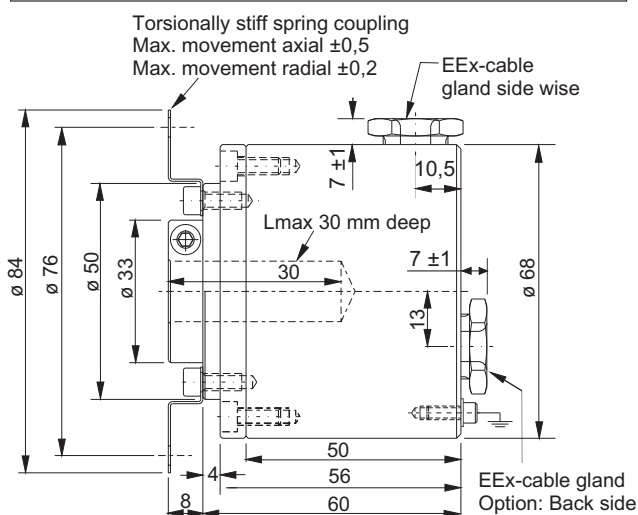 Torsionally stiff spring coupling
Max. movement axial ±0,5
Max. movement radial ±0,2
EEx-cable
gland side wise
7 ±1
10,5
Lmax 30 mm deep
7 ±1
30
ø 84
ø 76
ø 50
ø 33
13
ø 68
50
4
56
8
60
EEx-cable gland
Option: Back side